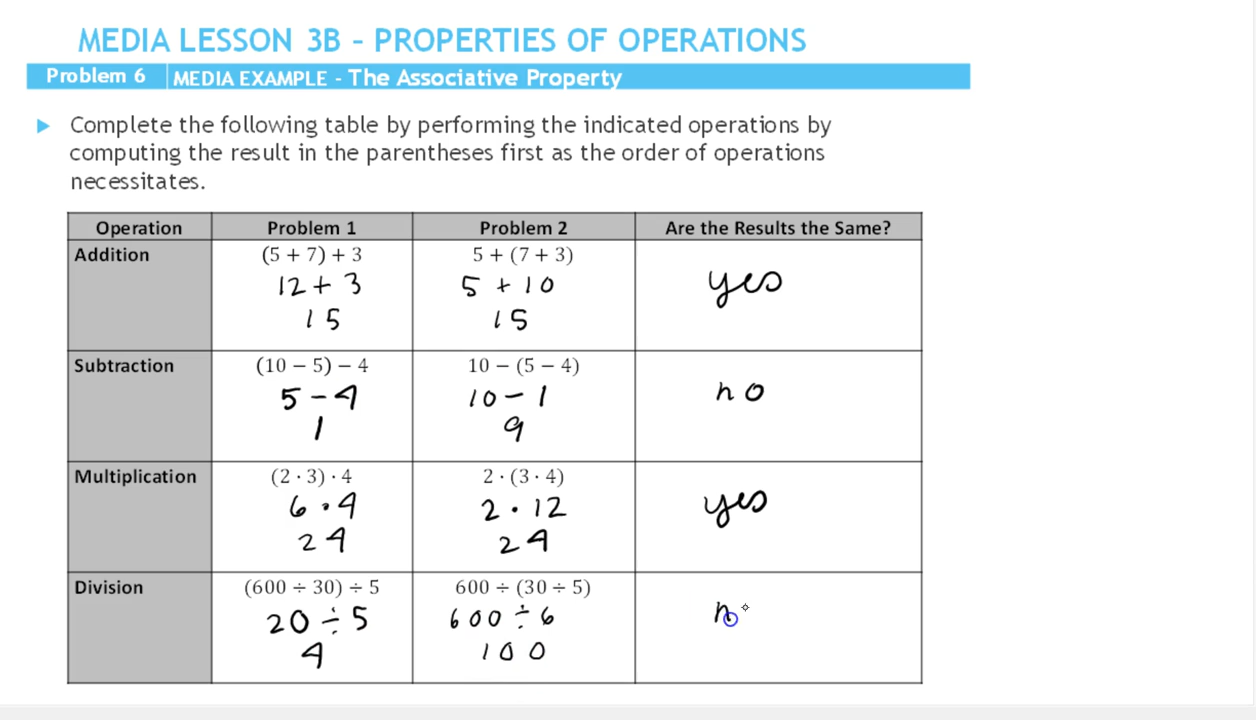 MEDIA LESSON 3B – PROPERTIES OF OPERATIONS
Problem 6 MEDIA EXAMPLE - The Associative Property
Complete the following table by performing the indicated operations by
computing the result in the parentheses first as the order of operations
necessitates.
Operation Problem 1 Problem 2 Are the Results the Same?
Addition (5 + 7) + 3 5 + (7 + 3)
12 + 3 5 + 10 yes
15 15
Subtraction (10 − 5) − 4 10 − (5 − 4)
5 − 4 10 − 1 no
1 9
Multiplication (2 · 3) · 4 2 · (3 · 4)
6 · 4 2 · 12 yes
24 24
Division (600 ÷ 30) ÷ 5 600 ÷ (30 ÷ 5)
20 ÷ 5 600 ÷ 6 n
4 100